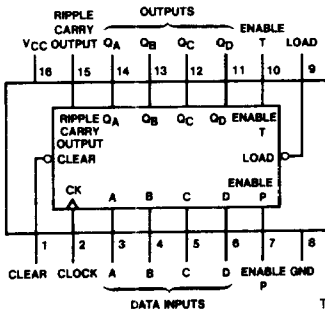 RIPPLE OUTPUTS
CARRY ENABLE
VCC OUTPUT QA QB QC QD T LOAD
16 15 14 13 12 11 10 9
RIPPLE QA QB QC QD ENABLE
CARRY T
OUTPUT
CLEAR LOAD
ENABLE
CK A B C D P
1 2 3 4 5 6 7 8
CLEAR CLOCK A B C D ENABLE GND
P
DATA INPUTS T